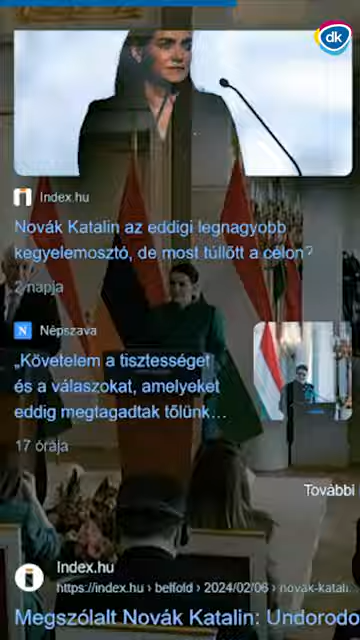 dk
Index.hu
Novák Katalin az eddigi legnagyobb
kegyelemosztó, de most túllőtt a célon?
2 napja
N Népszava
„Követelem a tisztességet
és a válaszokat, amelyeket
eddig megtagadtak tőlünk...
17 órája
További
Index.hu
https://index.hu › belfold › 2024/02/06 › novak-katali...
Megszólalt Novák Katalin: Undorodo